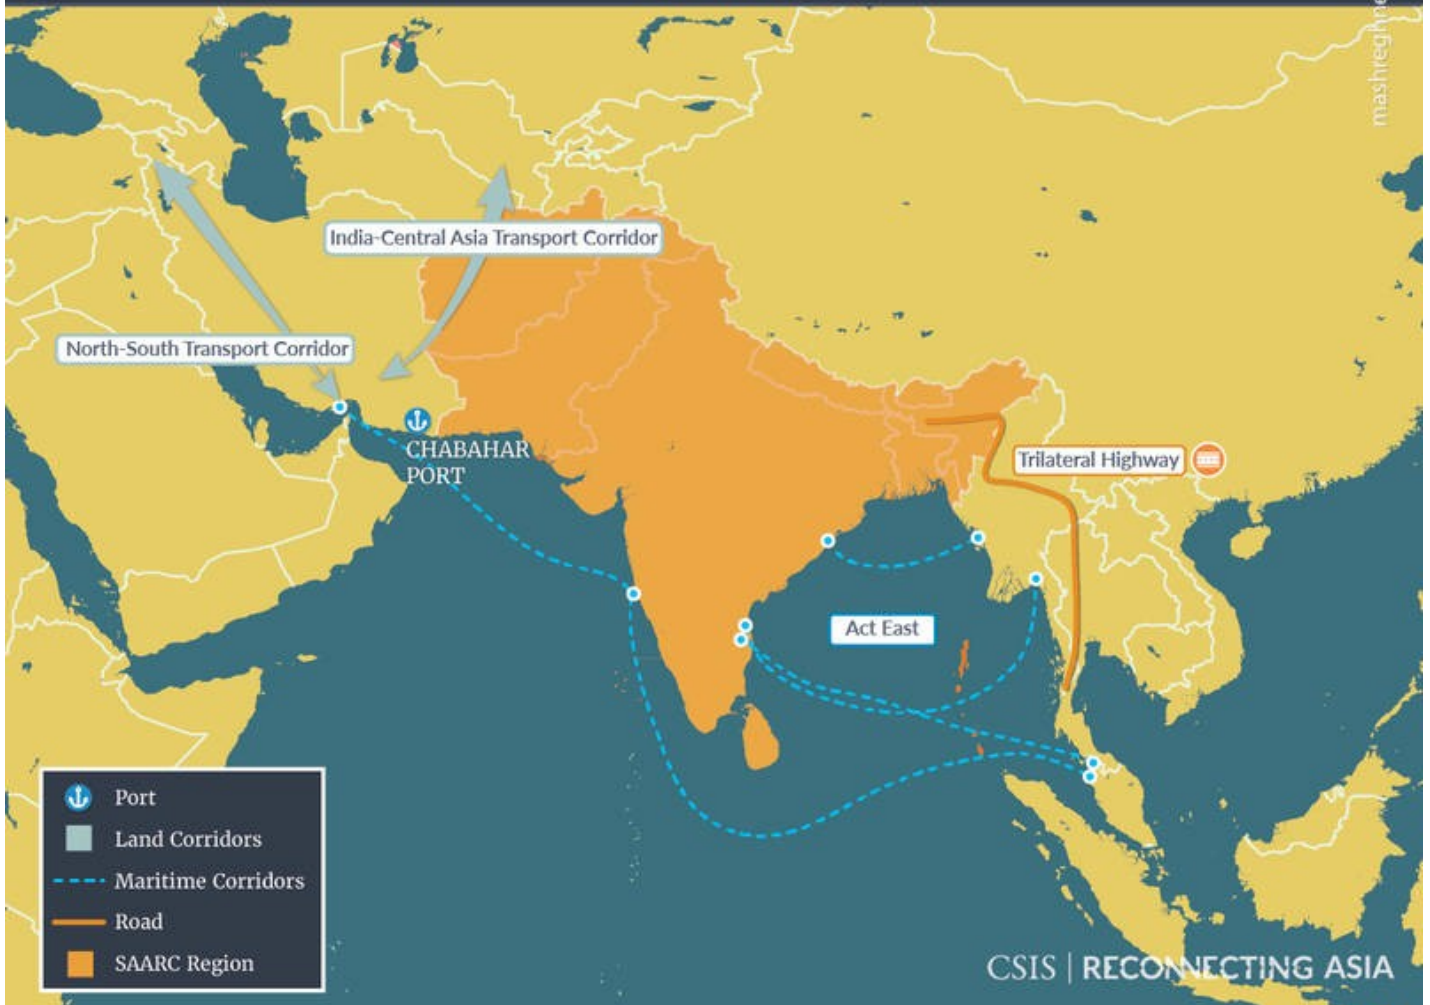 mashreghne
India-Central Asia Transport Corridor
North-South Transport Corridor
CHABAHAR
PORT
Trilateral Highway
Act East
Port
Land Corridors
Maritime Corridors
Road
SAARC Region
CSIS | RECONNECTING ASIA